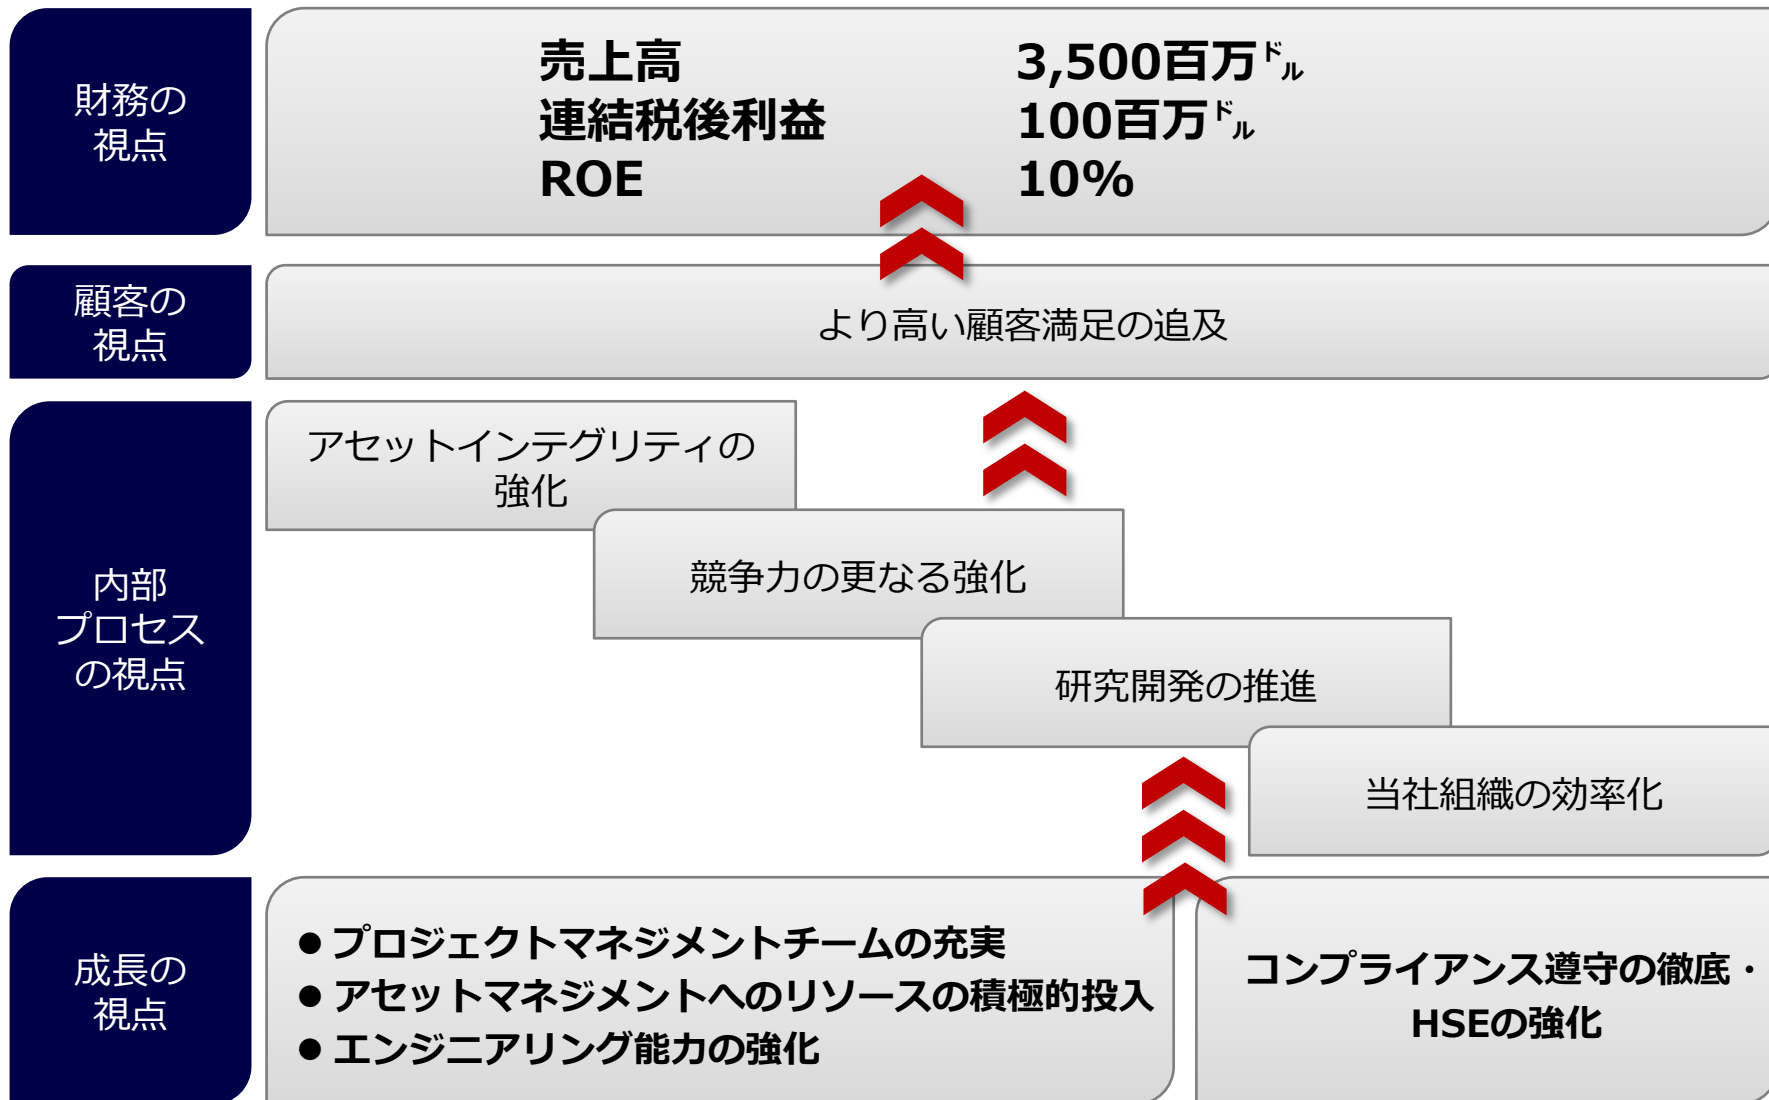 財務の
視点
売上高 3,500百万ドル
連結税後利益 100百万ドル
ROE 10%
顧客の
視点
より高い顧客満足の追及
内部
プロセス
の視点
アセットインテグリティの
強化
競争力の更なる強化
研究開発の推進
当社組織の効率化
成長の
視点
● プロジェクトマネジメントチームの充実
● アセットマネジメントへのリソースの積極的投入
● エンジニアリング能力の強化
コンプライアンス遵守の徹底・
HSEの強化